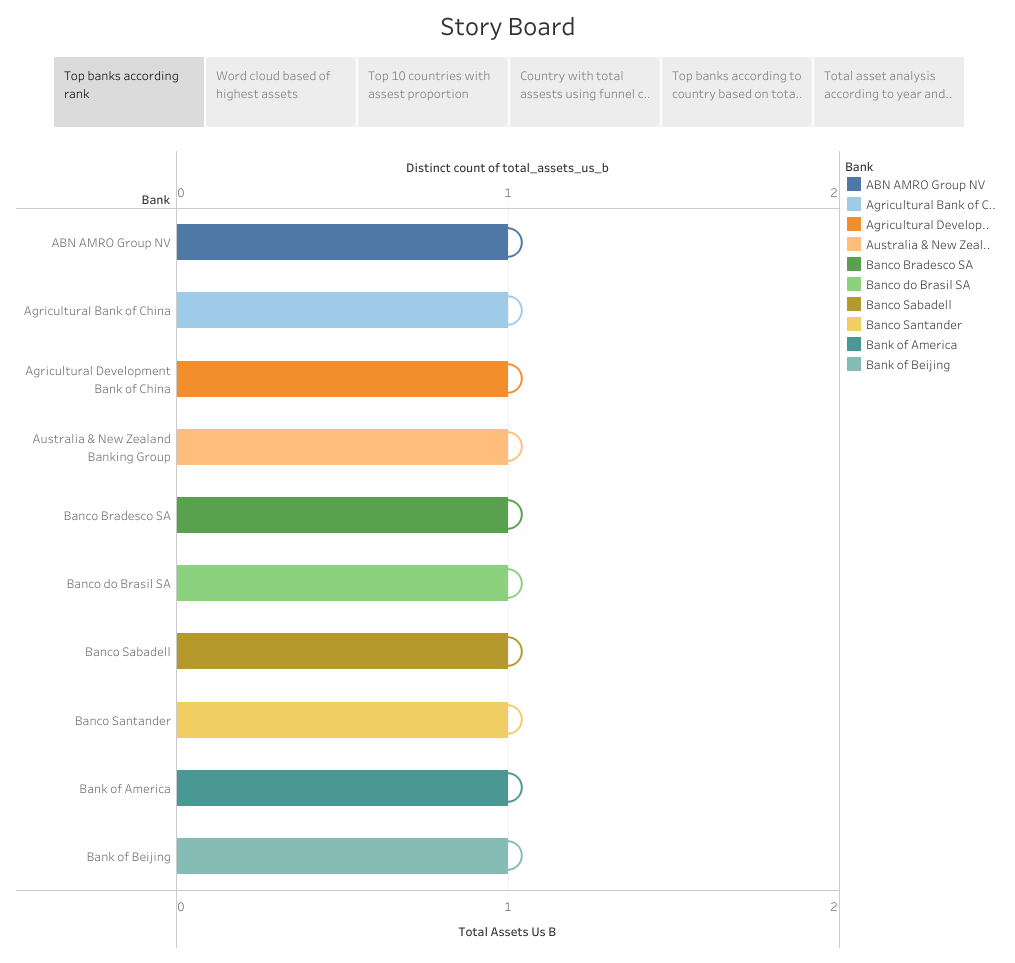 Story Board
Top banks according
rank
Word cloud based of
highest assets
Top 10 countries with
assest proportion
Country with total
assests using funnel c..
Top banks according to
country based on tota..
Total asset analysis
according to year and..
Distinct count of total_assets_us_b
0 1 2
Bank
ABN AMRO Group NV
Agricultural Bank of China
Agricultural Development
Bank of China
Australia & New Zealand
Banking Group
Banco Bradesco SA
Banco do Brasil SA
Banco Sabadell
Banco Santander
Bank of America
Bank of Beijing
0 1 2
Total Assets Us B
Bank
ABN AMRO Group NV
Agricultural Bank of C..
Agricultural Develop..
Australia & New Zeal..
Banco Bradesco SA
Banco do Brasil SA
Banco Sabadell
Banco Santander
Bank of America
Bank of Beijing